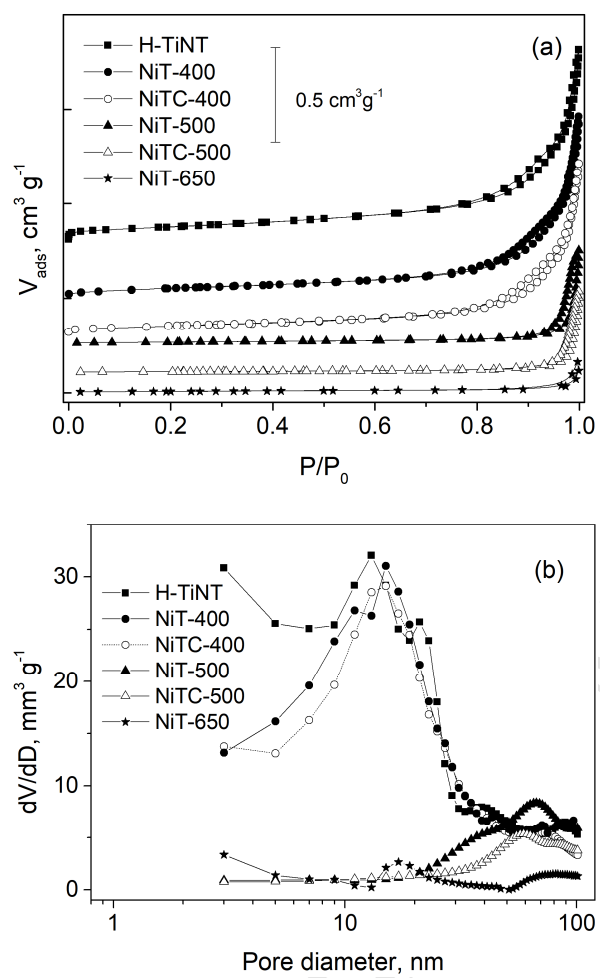 (a)
H-TiNT
NiT-400
NiTC-400
NiT-500
NiTC-500
NiT-650
0.5 cm³g⁻¹
V_ads, cm³ g⁻¹
0.0 0.2 0.4 0.6 0.8 1.0
P/P₀
(b)
H-TiNT
NiT-400
NiTC-400
NiT-500
NiTC-500
NiT-650
dV/dD, mm³ g⁻¹
30
20
10
0
1 10 100
Pore diameter, nm